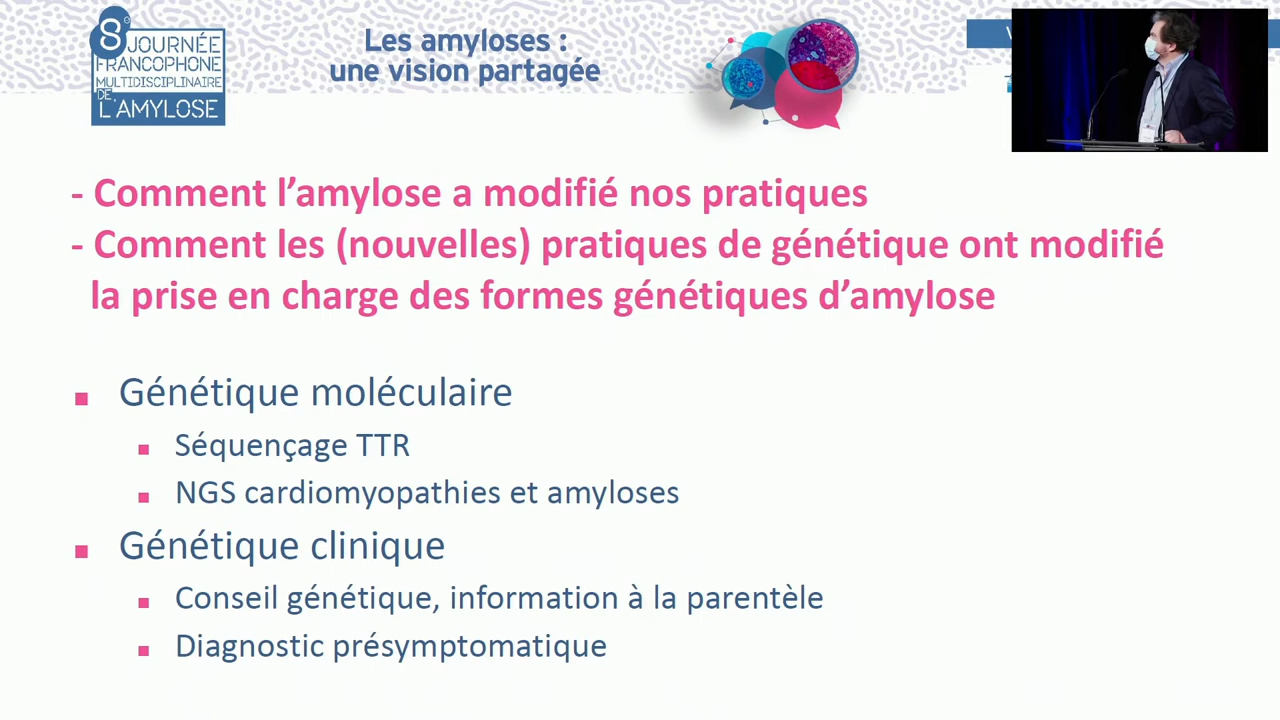 8e
JOURNÉE
FRANCOPHONE
MULTIDISCIPLINAIRE
DE
L'AMYLOSE
Les amyloses :
une vision partagée
- Comment l'amylose a modifié nos pratiques
- Comment les (nouvelles) pratiques de génétique ont modifié
la prise en charge des formes génétiques d'amylose
Génétique moléculaire
Séquençage TTR
NGS cardiomyopathies et amyloses
Génétique clinique
Conseil génétique, information à la parentèle
Diagnostic présymptomatique